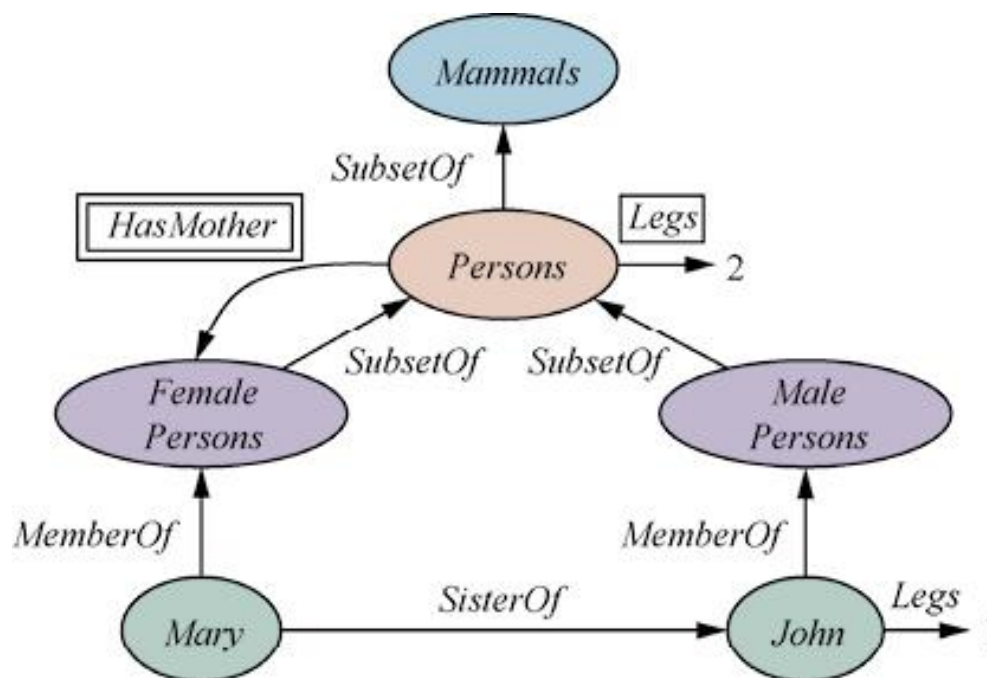 Mammals
SubsetOf
HasMother
Legs
Persons
2
SubsetOf
SubsetOf
Female
Persons
Male
Persons
MemberOf
MemberOf
SisterOf
Legs
Mary
John